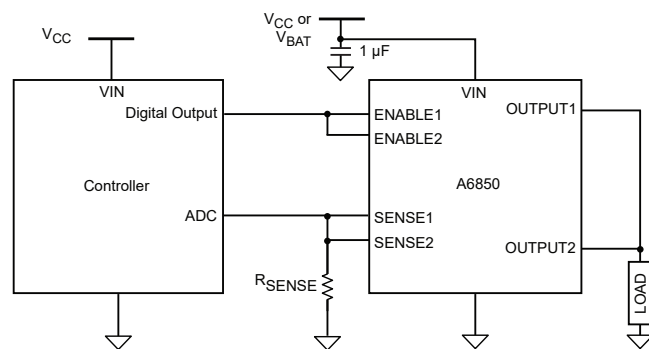 VCC
VCC or
VBAT
1 µF
VIN
Digital Output
Controller
ADC
RSENSE
VIN
ENABLE1
ENABLE2
A6850
SENSE1
SENSE2
OUTPUT1
OUTPUT2
LOAD